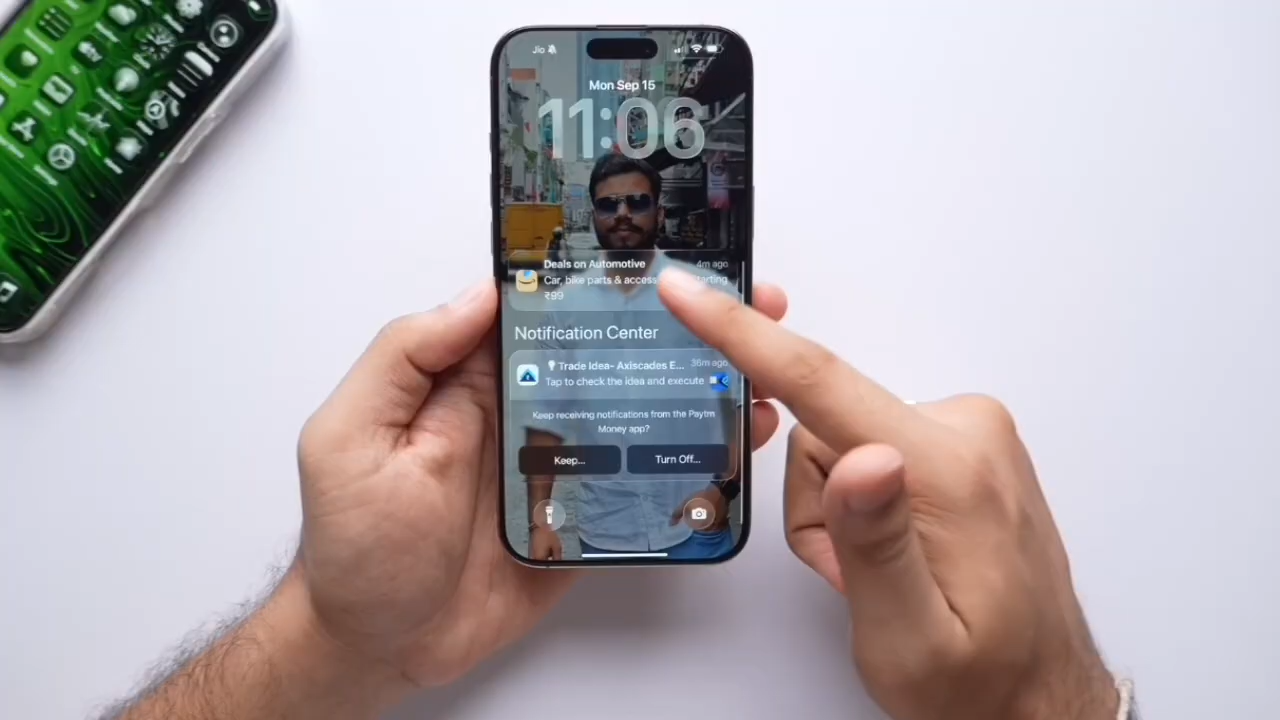 Jio
Mon Sep 15
11:06
Deals on Automotive
4m ago
Car, bike parts & access starting
₹99
Notification Center
Trade Idea- Axiscades E...
36m ago
Tap to check the idea and execute
Keep receiving notifications from the Paytm
Money app?
Keep...
Turn Off...